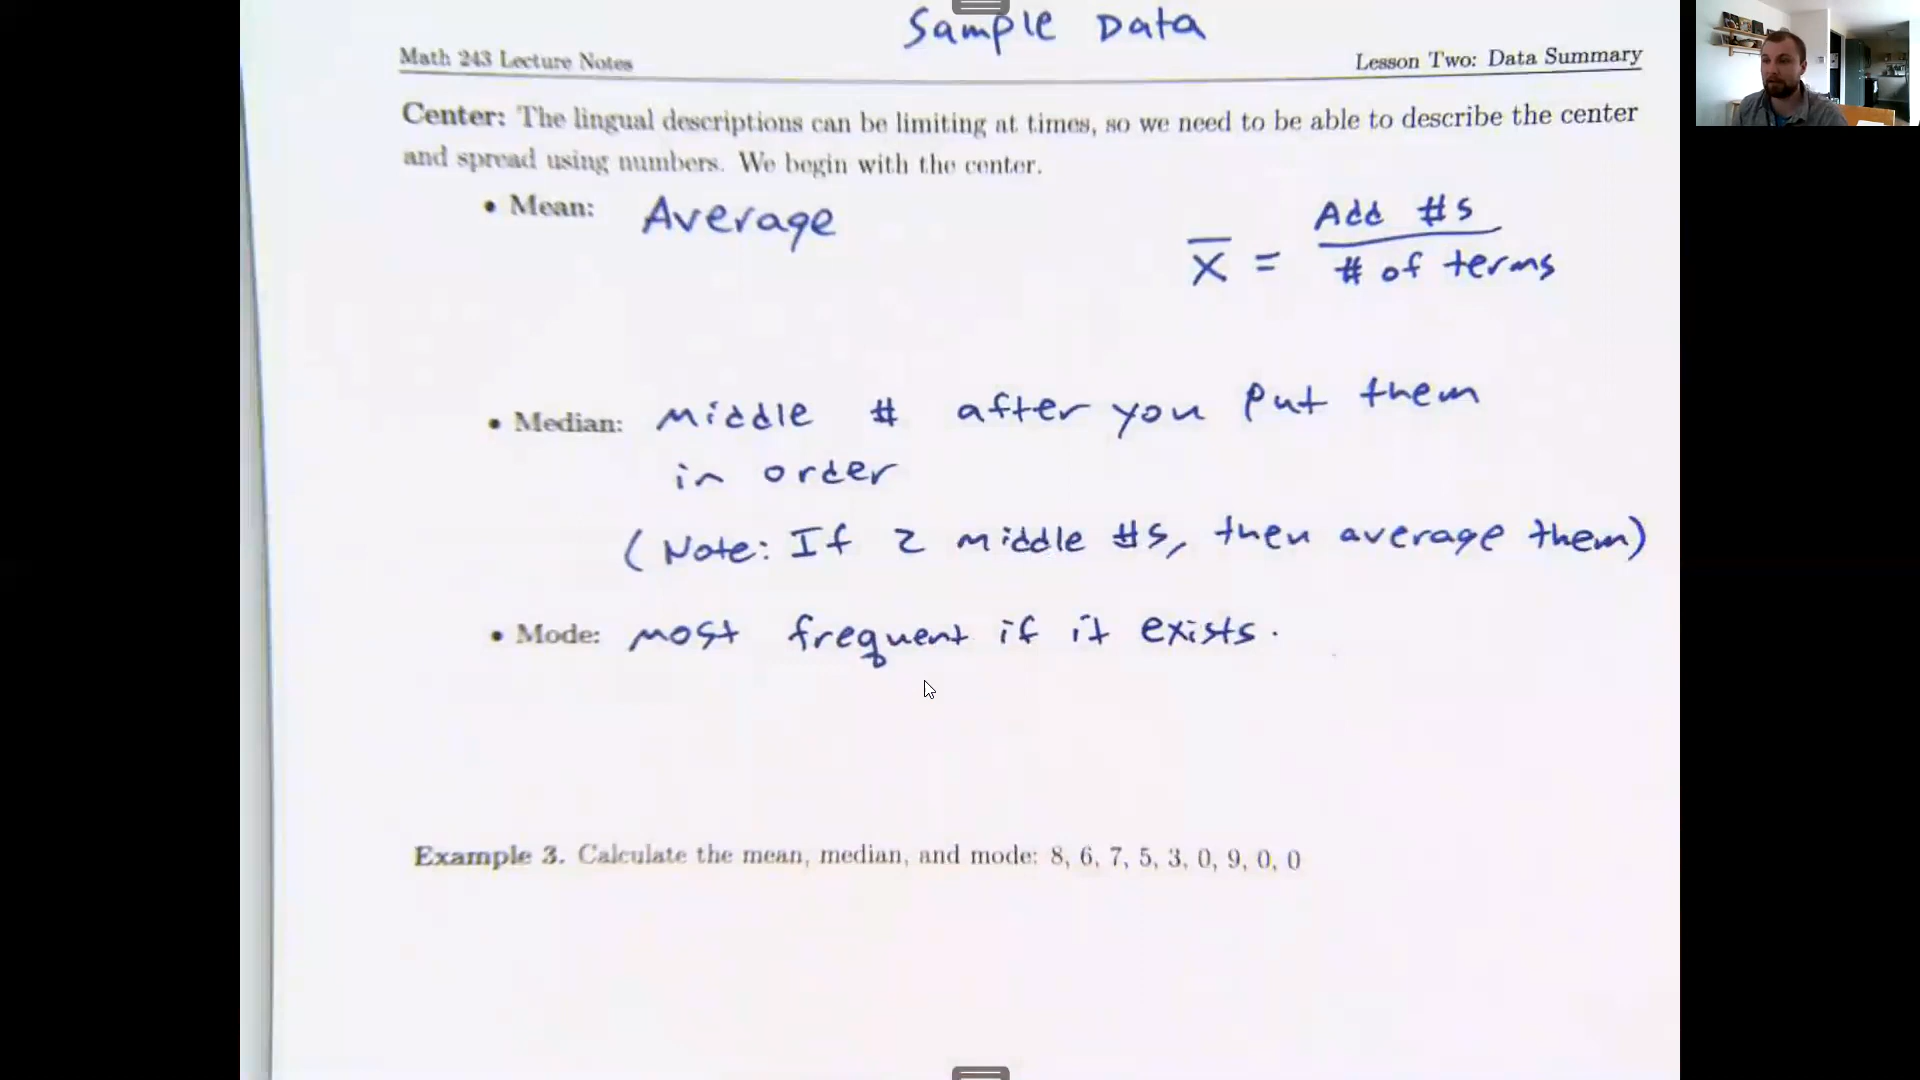 Sample Data
Math 243 Lecture Notes
Lesson Two: Data Summary
Center: The lingual descriptions can be limiting at times, so we need to be able to describe the center
and spread using numbers. We begin with the center.
• Mean: Average
Add #s
x̄ =
# of terms
• Median: middle # after you put them
in order
(Note: If 2 middle #s, then average them)
• Mode: most frequent if it exists.
Example 3. Calculate the mean, median, and mode: 8, 6, 7, 5, 3, 0, 9, 0, 0